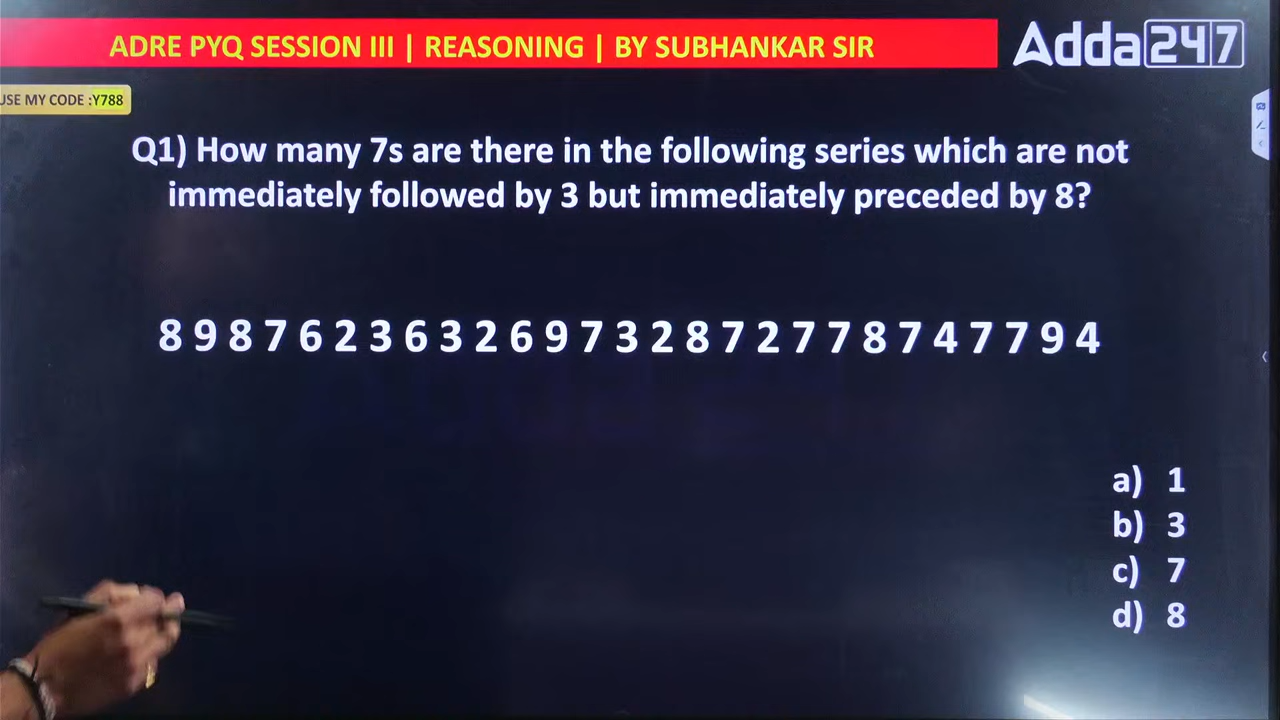 ADRE PYQ SESSION III | REASONING | BY SUBHANKAR SIR
Adda247
USE MY CODE :Y788
Q1) How many 7s are there in the following series which are not
immediately followed by 3 but immediately preceded by 8?
8 9 8 7 6 2 3 6 3 2 6 9 7 3 2 8 7 2 7 7 8 7 4 7 7 9 4
a) 1
b) 3
c) 7
d) 8